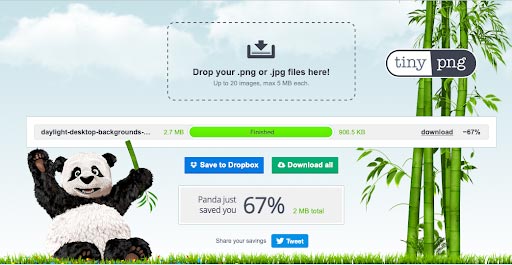 Drop your .png or .jpg files here!
Up to 20 images, max 5 MB each.
tiny png
daylight-desktop-backgrounds-... 2.7 MB Finished 906.5 KB download -67%
Save to Dropbox Download all
Panda just
saved you 67% 2 MB total
Share your savings Tweet